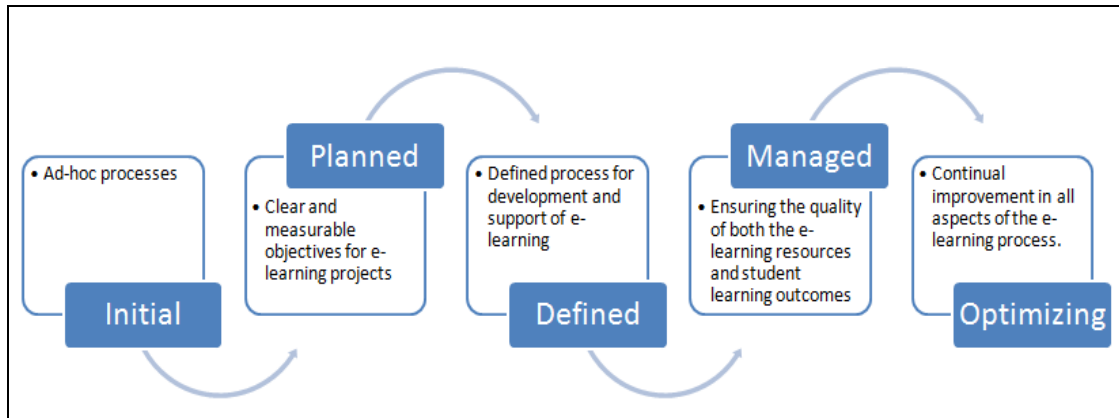 • Ad-hoc processes
Initial
Planned
• Clear and
measurable
objectives for e-
learning projects
• Defined process for
development and
support of e-
learning
Defined
Managed
• Ensuring the quality
of both the e-
learning resources
and student
learning outcomes
• Continual
improvement in all
aspects of the e-
learning process.
Optimizing